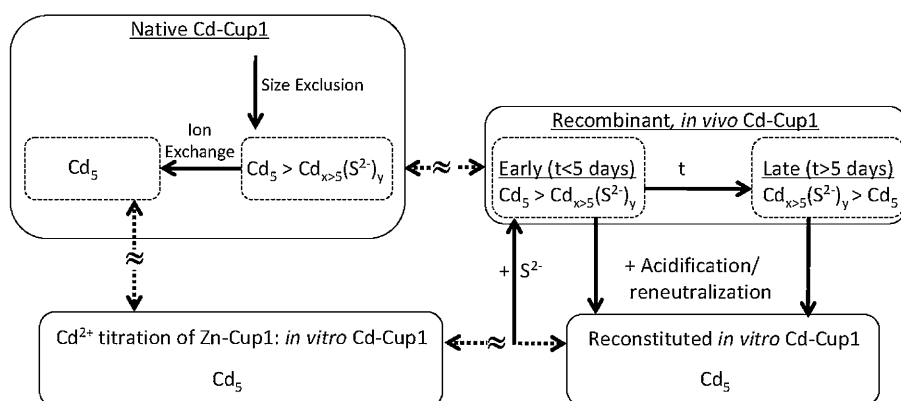 Native Cd-Cup1
Size Exclusion
Ion
Exchange
Cd₅
Cd₅ > Cdₓ>₅(S²⁻)ᵧ
≈
Recombinant, in vivo Cd-Cup1
Early (t<5 days)
Cd₅ > Cdₓ>₅(S²⁻)ᵧ
t
Late (t>5 days)
Cdₓ>₅(S²⁻)ᵧ > Cd₅
≈
+ S²⁻
+ Acidification/
reneutralization
Cd²⁺ titration of Zn-Cup1: in vitro Cd-Cup1
Cd₅
≈
Reconstituted in vitro Cd-Cup1
Cd₅